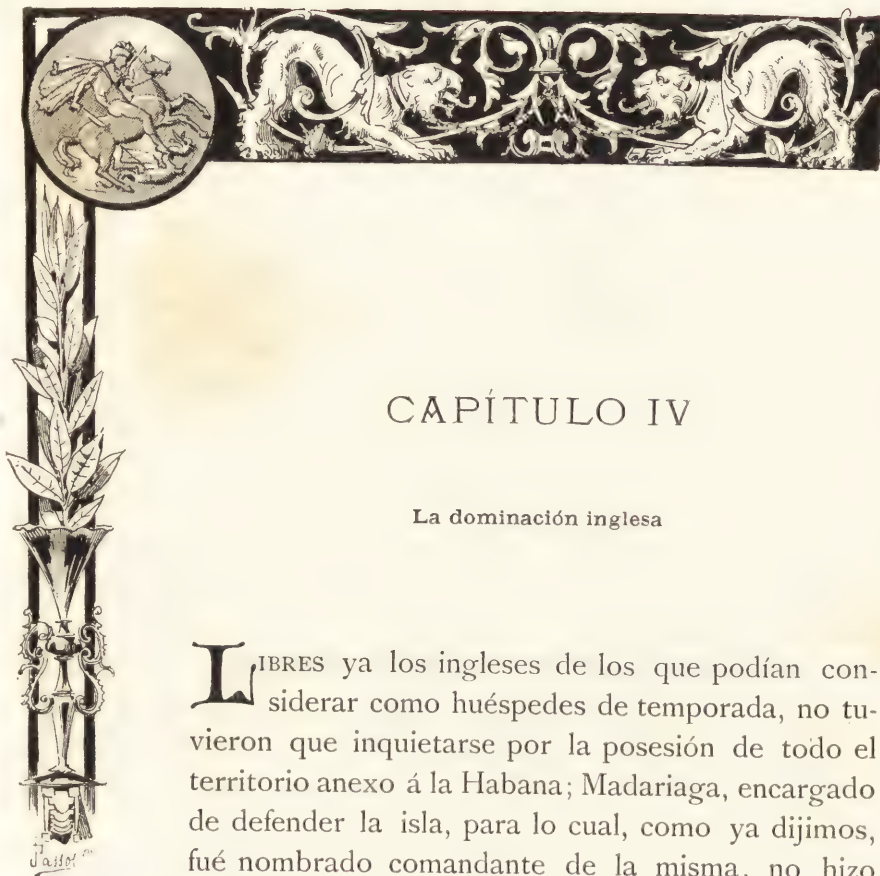 CAPÍTULO IV
La dominación inglesa
LIBRES ya los ingleses de los que podían con-
siderar como huéspedes de temporada, no tu-
vieron que inquietarse por la posesión de todo el
territorio anexo á la Habana; Madariaga, encargado
de defender la isla, para lo cual, como ya dijimos,
fué nombrado comandante de la misma, no hizo